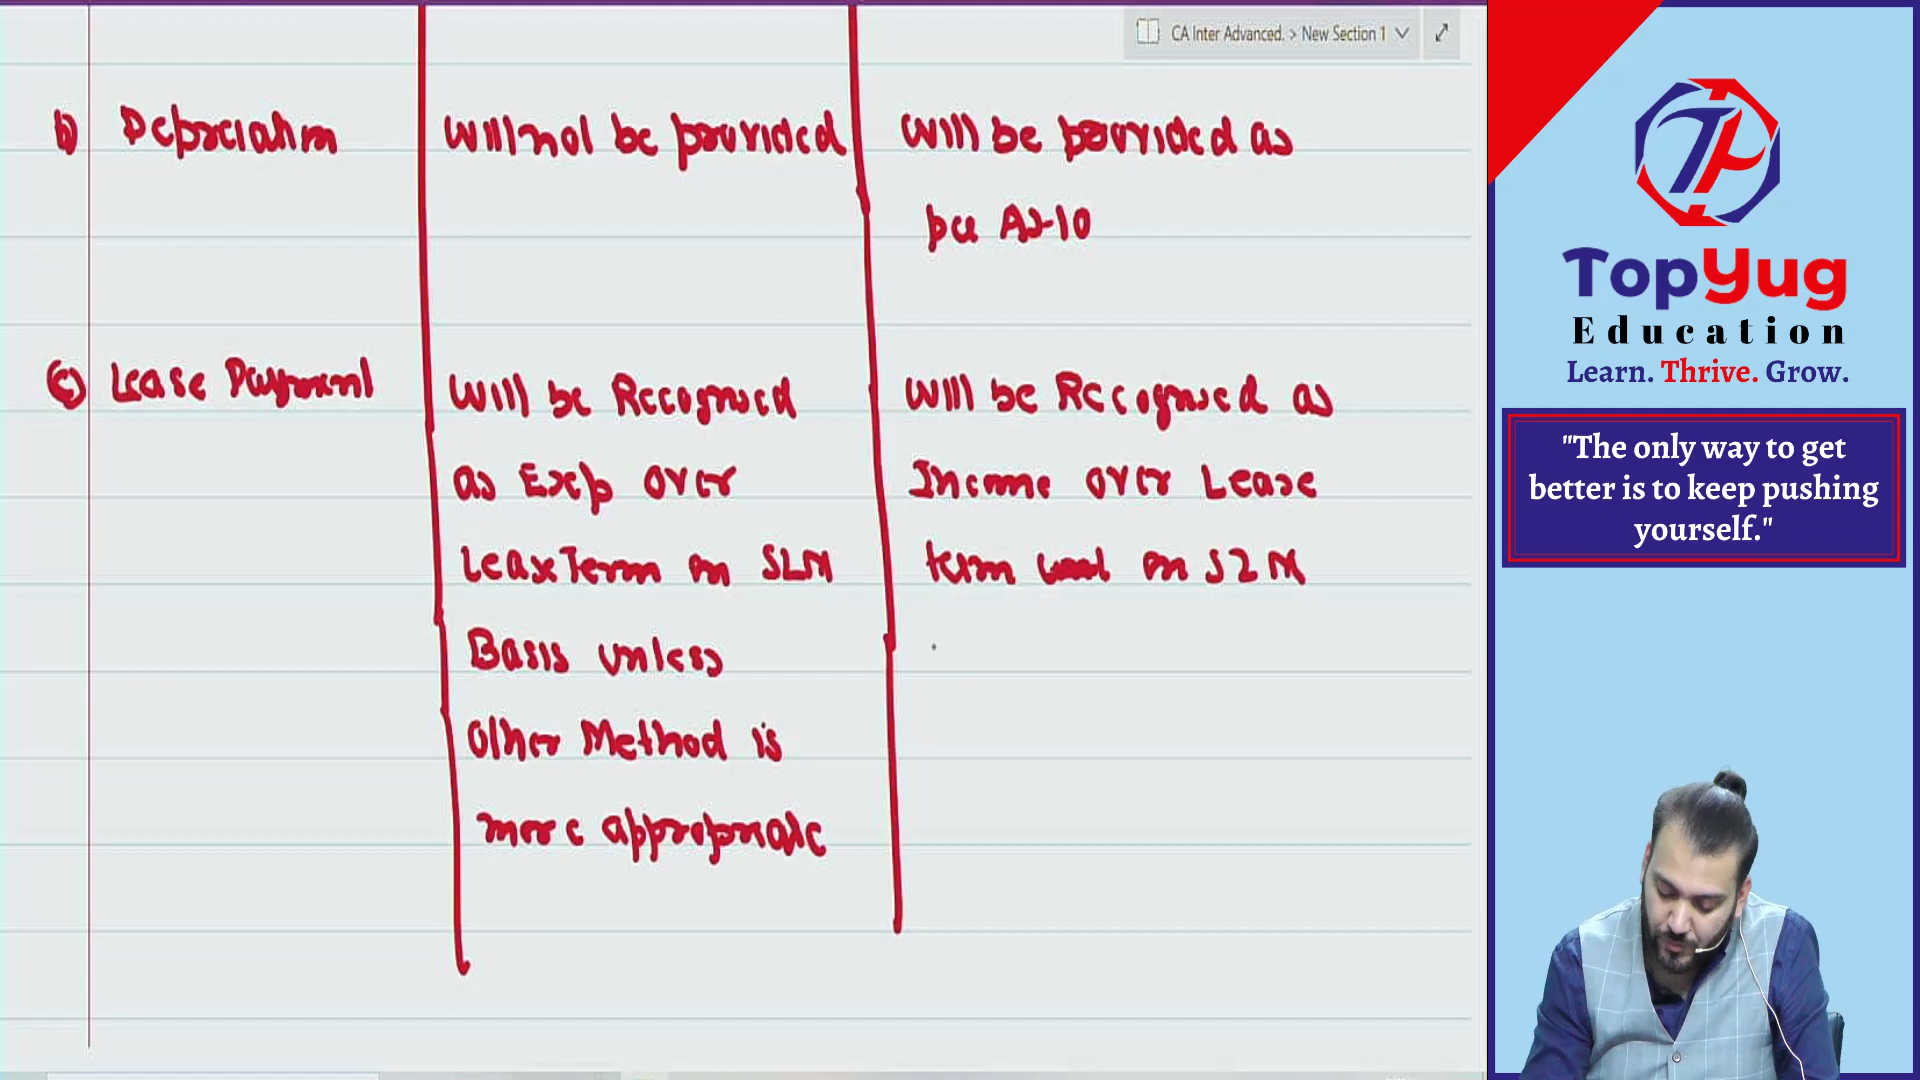 CA Inter Advanced. > New Section 1
b) Depreciation
Will not be provided
Will be provided as
per AS-10
(c) Lease Payment
Will be Recognised
as Exp over
Lease Term on SLM
Basis unless
Other Method is
more appropriate
Will be Recognised as
Income over Lease
term on SLM
TopYug
Education
Learn. Thrive. Grow.
"The only way to get
better is to keep pushing
yourself."